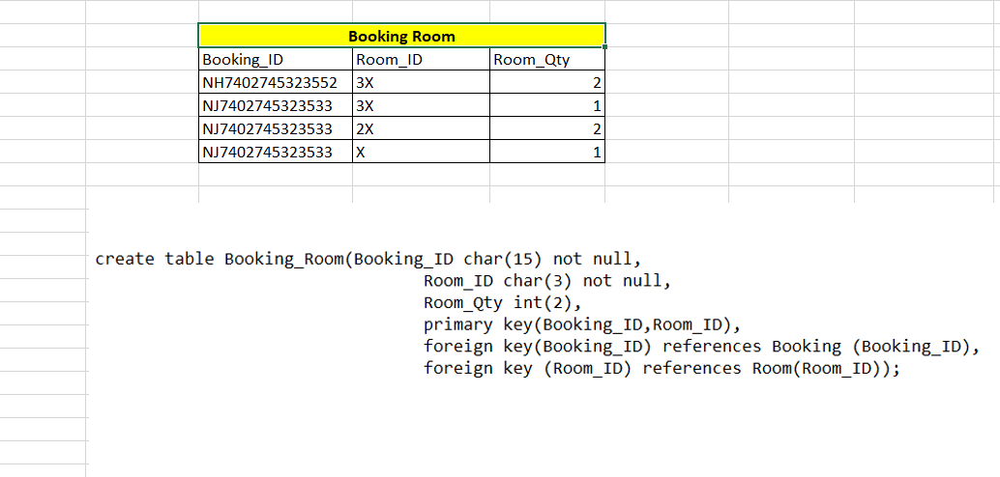 Booking Room
Booking_ID Room_ID Room_Qty
NH7402745323552 3X 2
NJ7402745323533 3X 1
NJ7402745323533 2X 2
NJ7402745323533 X 1
create table Booking_Room(Booking_ID char(15) not null,
Room_ID char(3) not null,
Room_Qty int(2),
primary key(Booking_ID,Room_ID),
foreign key(Booking_ID) references Booking (Booking_ID),
foreign key (Room_ID) references Room(Room_ID));